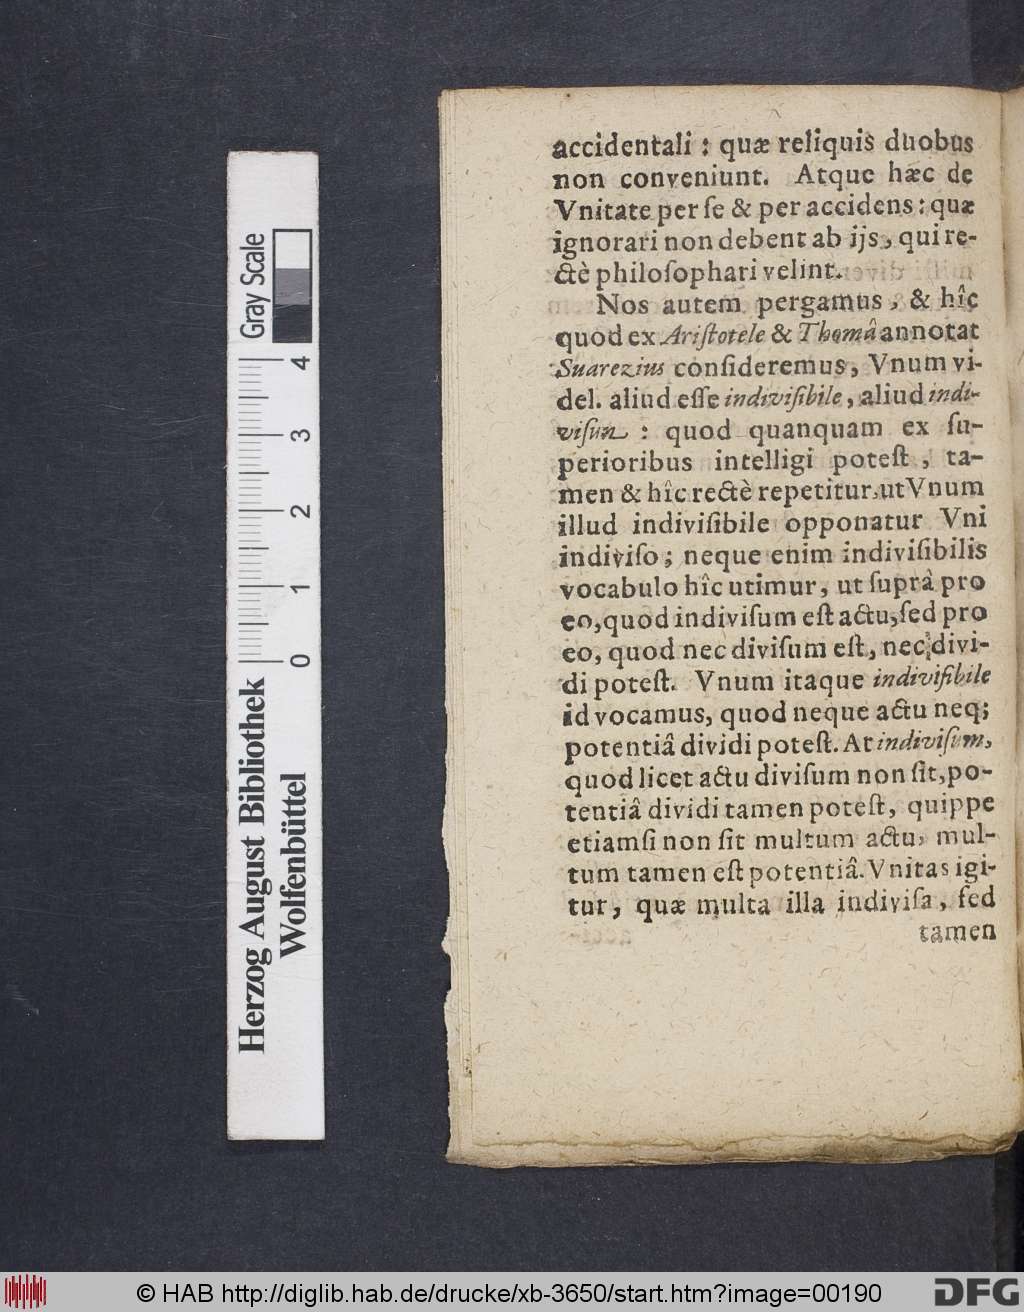 accidentali : quæ reliquis duobus
non conveniunt. Atque hæc de
Vnitate per ſe & per accidens : quæ
ignorari non debent ab ijs, qui re-
ctè philoſophari velint.
Nos autem pergamus, & hîc
quod ex Ariſtotele & Thomâ annotat
Suarezius conſideremus, Vnum vi-
del. aliud eſſe indiviſibile, aliud indi-
viſum : quod quanquam ex ſu-
perioribus intelligi poteſt, ta-
men & hîc rectè repetitur, ut Vnum
illud indiviſibile opponatur Vni
indiviſo; neque enim indiviſibilis
vocabulo hîc utimur, ut ſuprà pro
eo, quod indiviſum eſt actu, ſed pro
eo, quod nec diviſum eſt, nec divi-
di poteſt. Vnum itaque indiviſibile
id vocamus, quod neque actu neq;
potentiâ dividi poteſt. At indiviſum,
quod licet actu diviſum non ſit, po-
tentiâ dividi tamen poteſt, quippe
etiamſi non ſit multum actu, mul-
tum tamen eſt potentiâ. Vnitas igi-
tur, quæ multa illa indiviſa, ſed
tamen
Gray Scale
0 1 2 3 4
Herzog August Bibliothek
Wolfenbüttel
© HAB http://diglib.hab.de/drucke/xb-3650/start.htm?image=00190
DFG